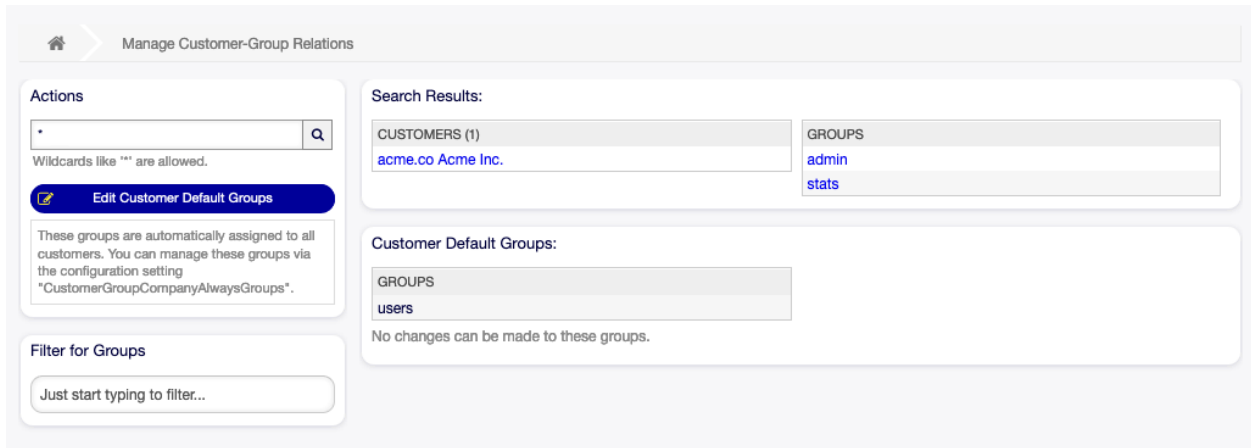 Manage Customer-Group Relations
Actions
*
Wildcards like '*' are allowed.
Edit Customer Default Groups
These groups are automatically assigned to all
customers. You can manage these groups via
the configuration setting
"CustomerGroupCompanyAlwaysGroups".
Filter for Groups
Just start typing to filter...
Search Results:
CUSTOMERS (1)
acme.co Acme Inc.
GROUPS
admin
stats
Customer Default Groups:
GROUPS
users
No changes can be made to these groups.